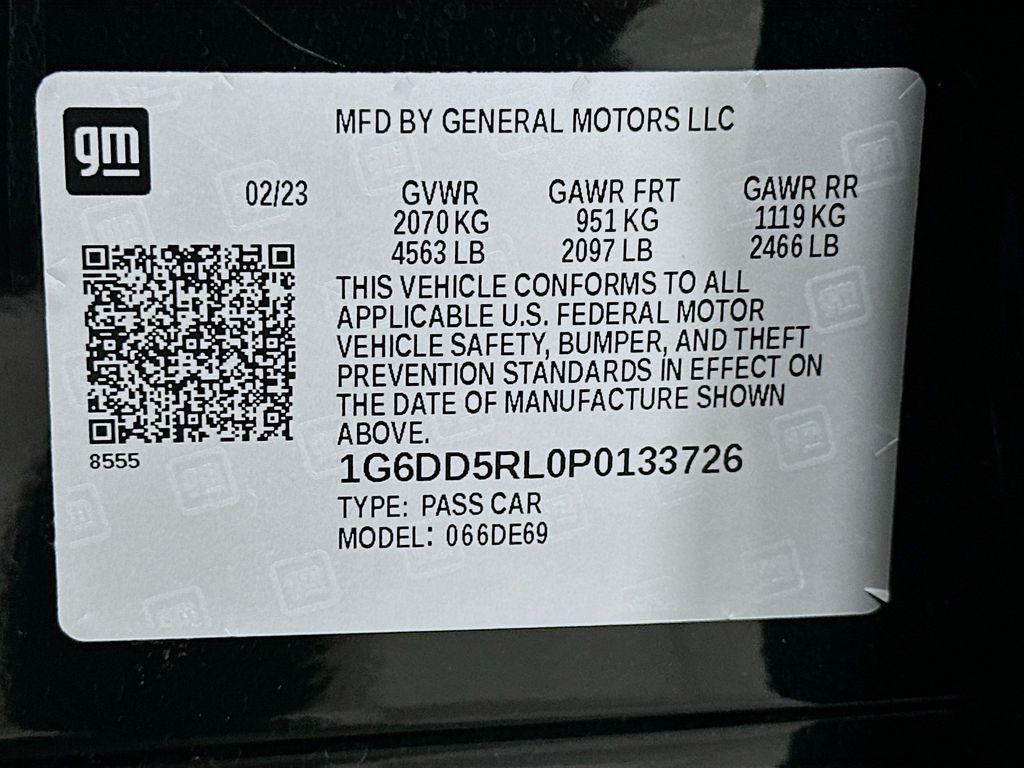 gm
MFD BY GENERAL MOTORS LLC
02/23 GVWR GAWR FRT GAWR RR
2070 KG 951 KG 1119 KG
4563 LB 2097 LB 2466 LB
THIS VEHICLE CONFORMS TO ALL
APPLICABLE U.S. FEDERAL MOTOR
VEHICLE SAFETY, BUMPER, AND THEFT
PREVENTION STANDARDS IN EFFECT ON
THE DATE OF MANUFACTURE SHOWN
ABOVE.
8555
1G6DD5RL0P0133726
TYPE: PASS CAR
MODEL: 066DE69